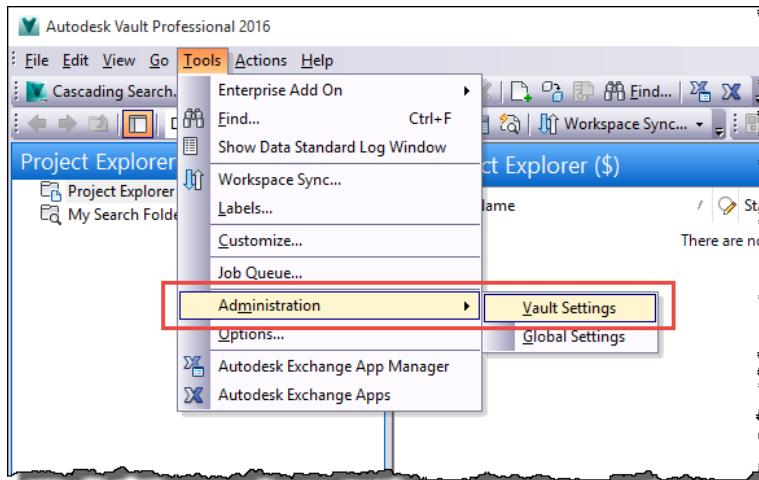 Autodesk Vault Professional 2016
File Edit View Go Tools Actions Help
Cascading Search. Find...
Workspace Sync...
Enterprise Add On
Find... Ctrl+F
Show Data Standard Log Window
Workspace Sync...
Labels...
Customize...
Job Queue...
Administration
Options...
Autodesk Exchange App Manager
Autodesk Exchange Apps
Vault Settings
Global Settings
Project Explorer
Project Explorer
My Search Folde
ct Explorer ($)
lame
St
There are no